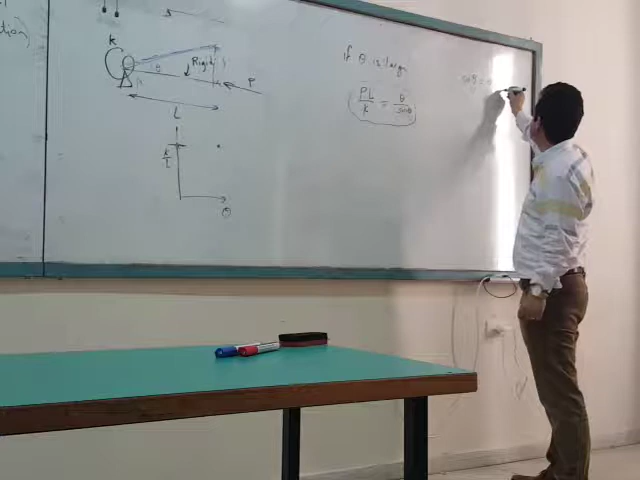 k
θ
Rigid
P
L
k/L
θ
If θ is large
PL/k = θ/sinθ